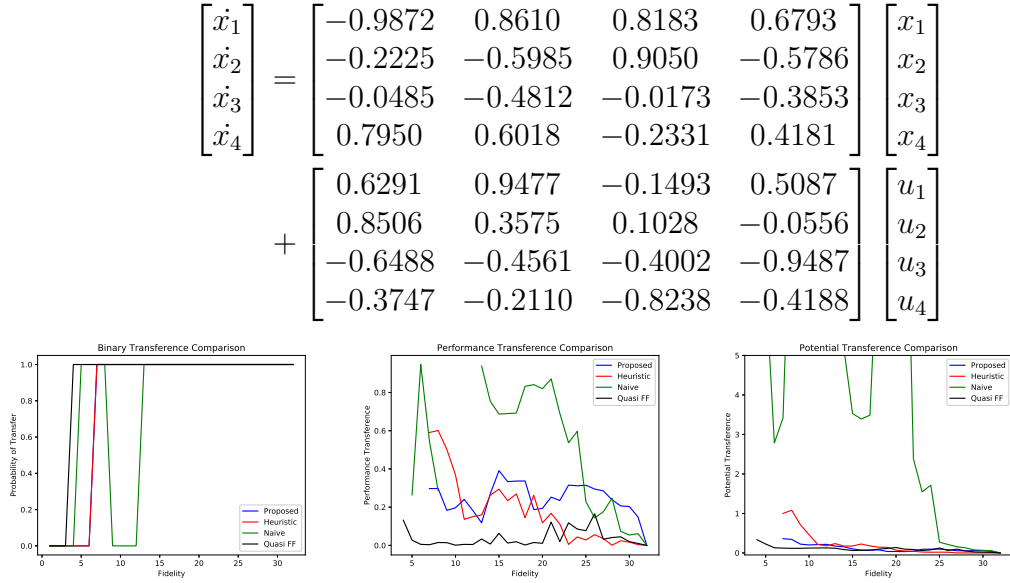 ẋ1 = −0.9872 0.8610 0.8183 0.6793 x1
ẋ2 −0.2225 −0.5985 0.9050 −0.5786 x2
ẋ3 −0.0485 −0.4812 −0.0173 −0.3853 x3
ẋ4 0.7950 0.6018 −0.2331 0.4181 x4
+ 0.6291 0.9477 −0.1493 0.5087 u1
0.8506 0.3575 0.1028 −0.0556 u2
−0.6488 −0.4561 −0.4002 −0.9487 u3
−0.3747 −0.2110 −0.8238 −0.4188 u4
Binary Transference Comparison
Probability of Transfer
1.0
0.8
0.6
0.4
0.2
0.0
Proposed
Heuristic
Naive
Quasi FF
0 5 10 15 20 25 30
Fidelity
Performance Transference Comparison
Performance Transference
0.8
0.6
0.4
0.2
0.0
Proposed
Heuristic
Naive
Quasi FF
5 10 15 20 25 30
Fidelity
Potential Transference Comparison
Potential Transference
5
4
3
2
1
0
Proposed
Heuristic
Naive
Quasi FF
5 10 15 20 25 30
Fidelity